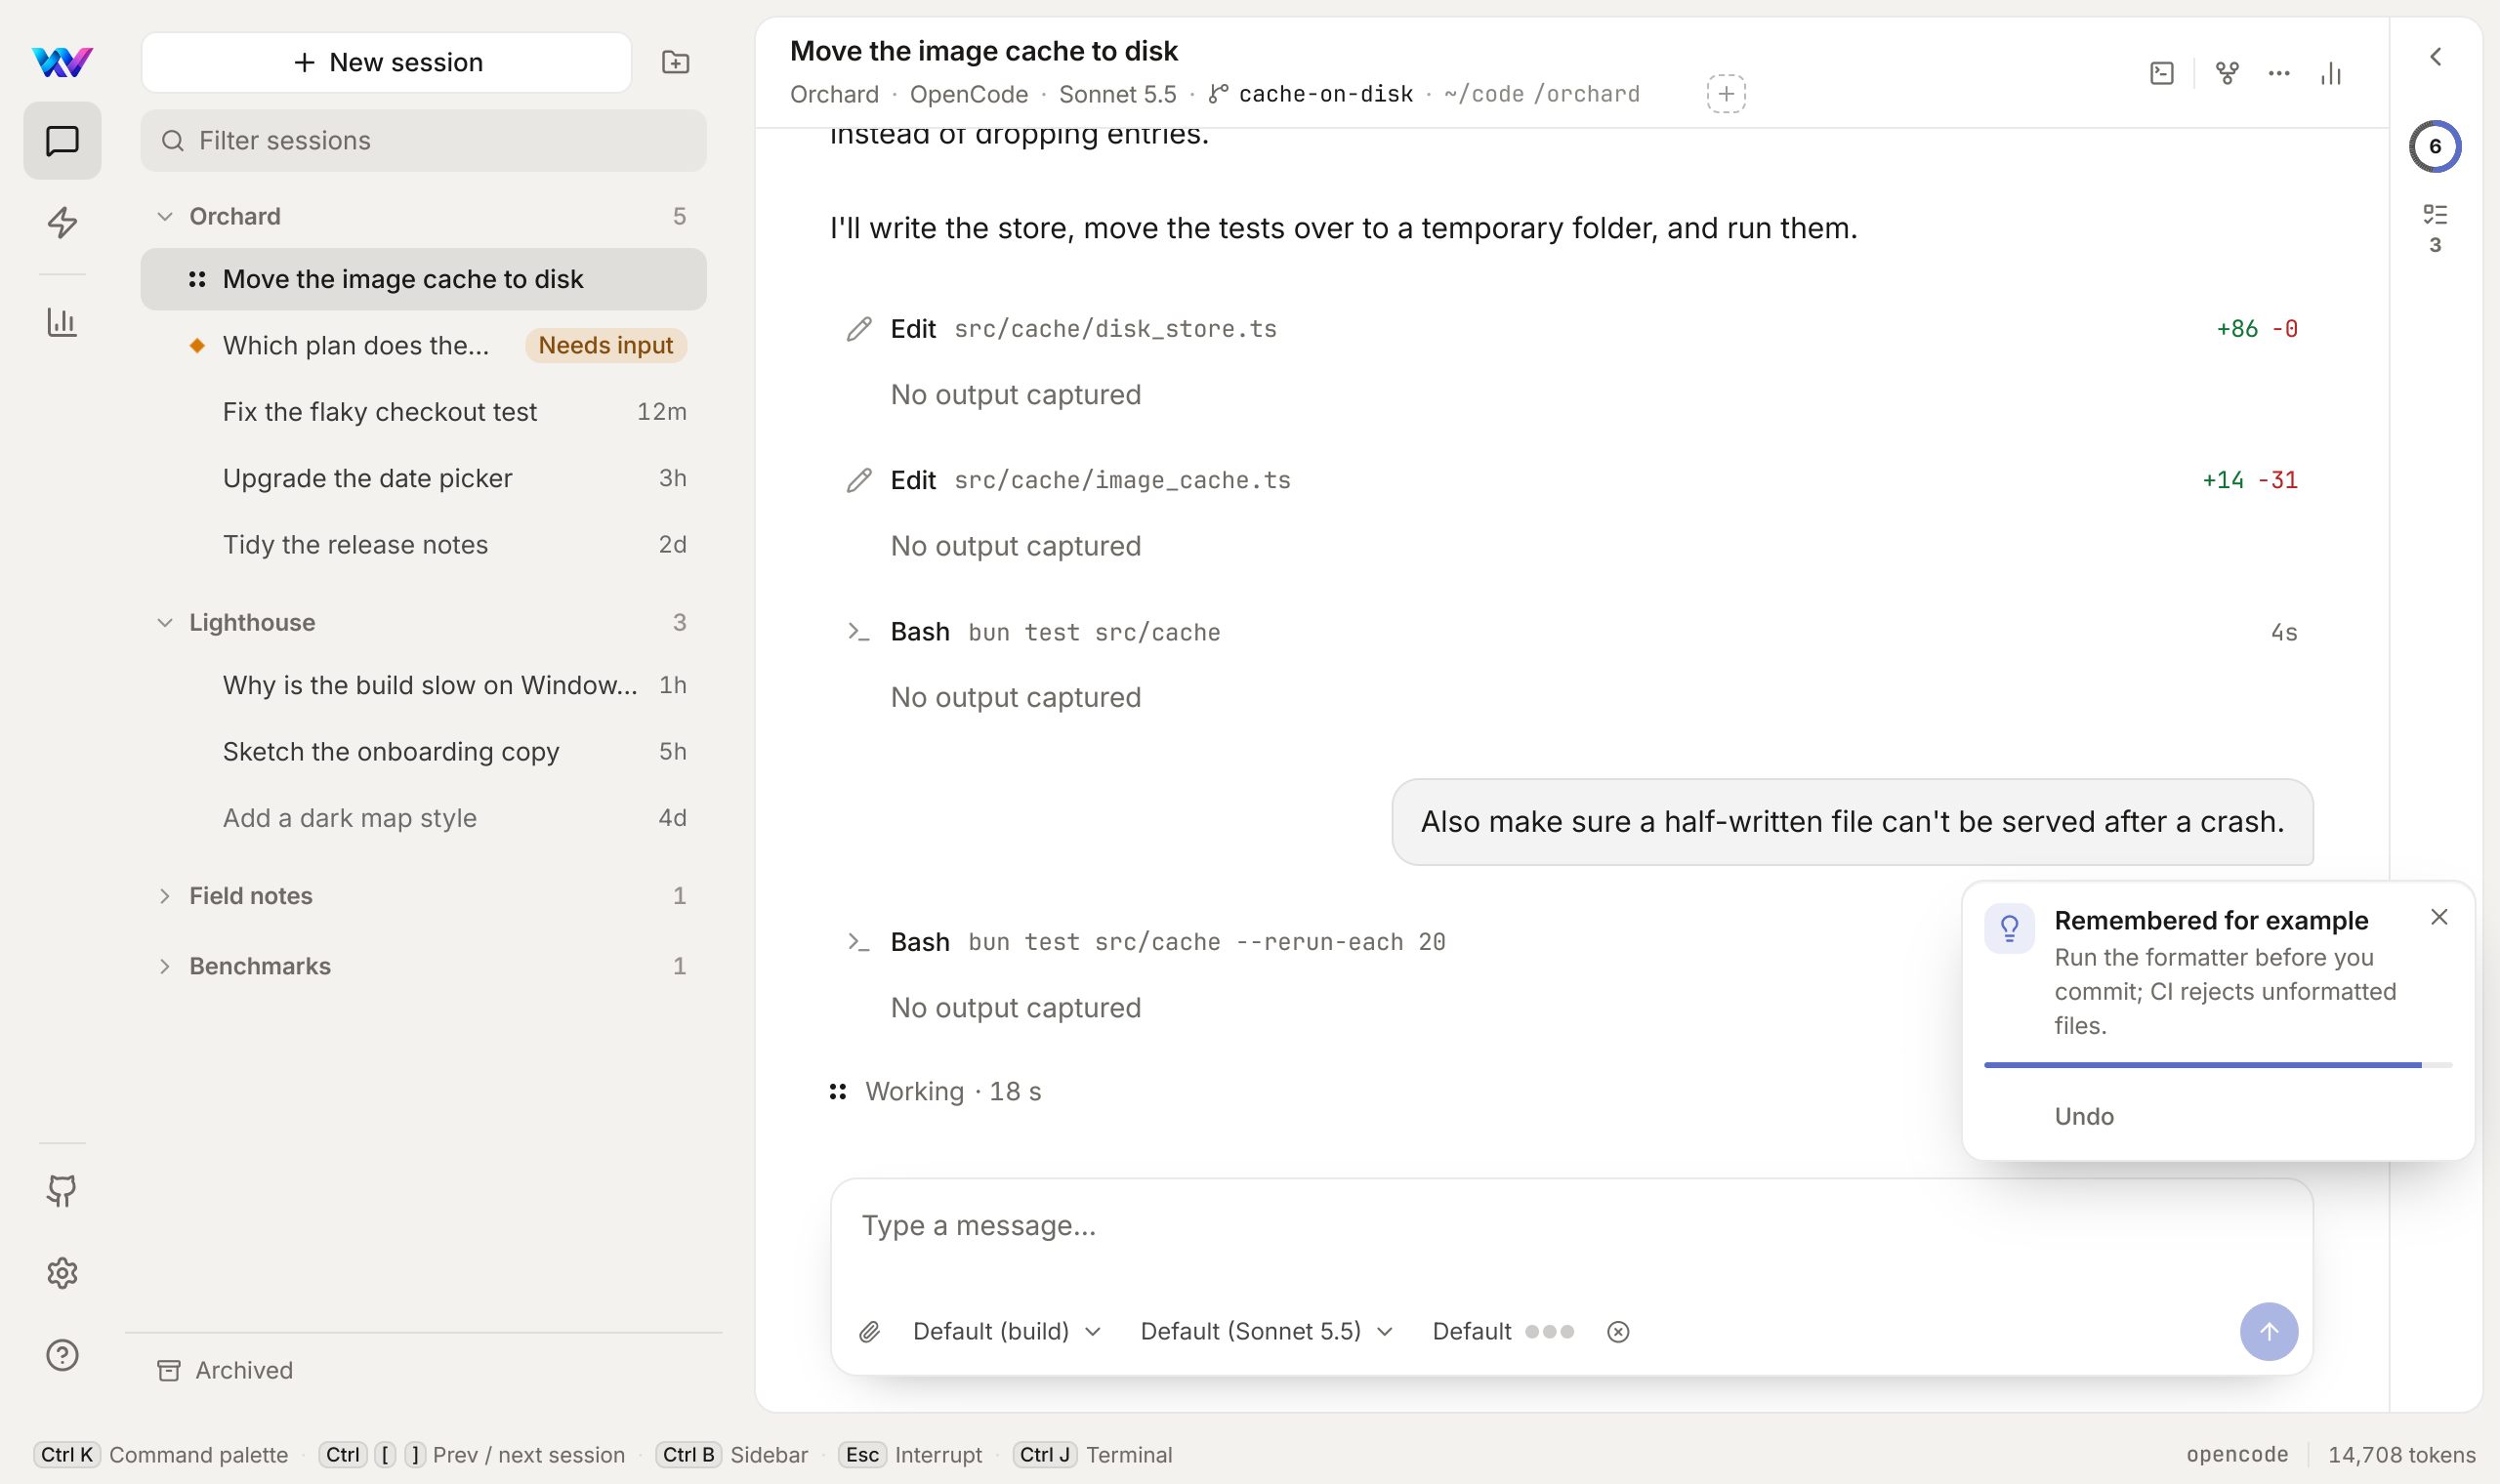 New session
Filter sessions
Orchard 5
Move the image cache to disk
Which plan does the... Needs input
Fix the flaky checkout test 12m
Upgrade the date picker 3h
Tidy the release notes 2d
Lighthouse 3
Why is the build slow on Window... 1h
Sketch the onboarding copy 5h
Add a dark map style 4d
Field notes 1
Benchmarks 1
Archived
Move the image cache to disk
Orchard · OpenCode · Sonnet 5.5 · cache-on-disk · ~/code /orchard
instead of dropping entries.
I'll write the store, move the tests over to a temporary folder, and run them.
Edit src/cache/disk_store.ts +86 -0
No output captured
Edit src/cache/image_cache.ts +14 -31
No output captured
Bash bun test src/cache 4s
No output captured
Also make sure a half-written file can't be served after a crash.
Bash bun test src/cache --rerun-each 20
No output captured
Working · 18 s
Remembered for example
Run the formatter before you
commit; CI rejects unformatted
files.
Undo
Type a message...
Default (build) Default (Sonnet 5.5) Default
6
3
Ctrl K Command palette · Ctrl [ ] Prev / next session · Ctrl B Sidebar · Esc Interrupt · Ctrl J Terminal
opencode 14,708 tokens